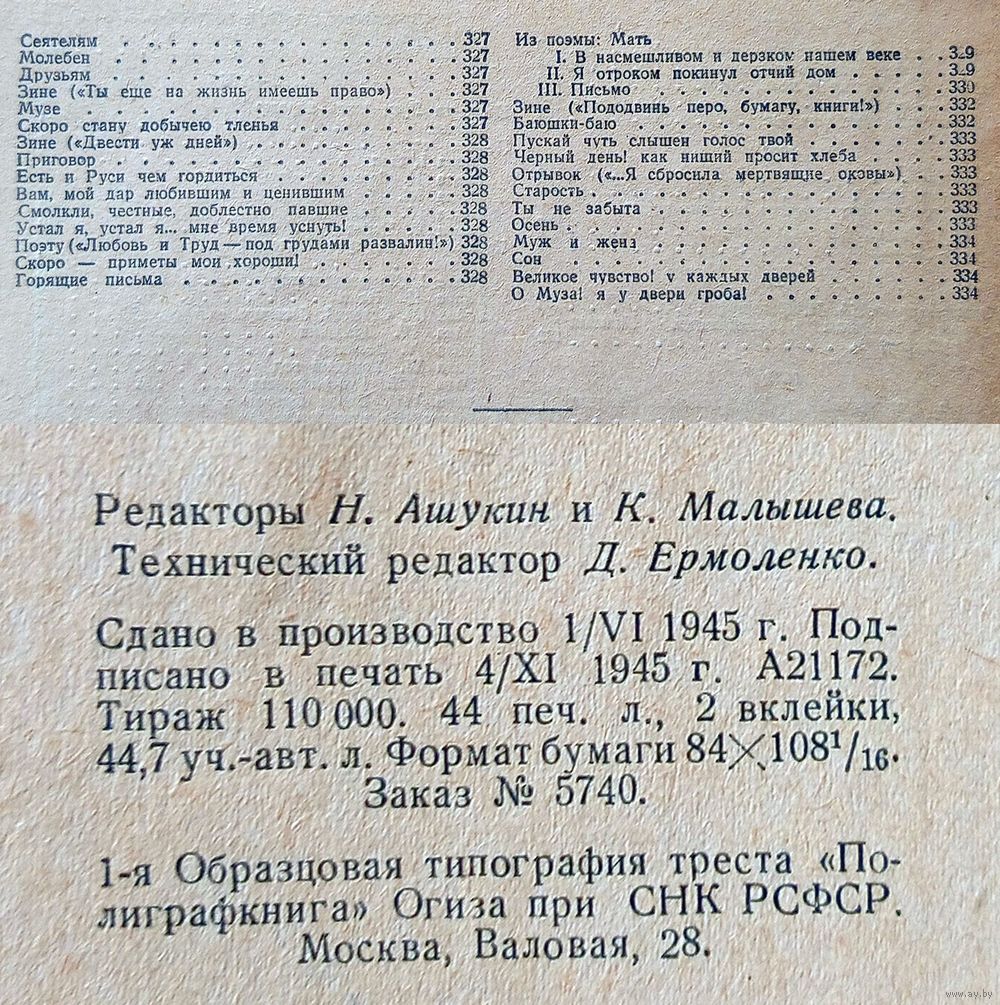 Сеятелям . . . . . . . . . . . . . . . . 327
Молебен . . . . . . . . . . . . . . . . 327
Друзьям . . . . . . . . . . . . . . . . 327
Зине («Ты еще на жизнь имеешь право») . . . . 327
Музе . . . . . . . . . . . . . . . . 327
Скоро стану добычею тленья . . . . . . . . . 327
Зине («Двести уж дней») . . . . . . . . . . 328
Приговор . . . . . . . . . . . . . . . . 328
Есть и Руси чем гордиться . . . . . . . . . 328
Вам, мой дар любившим и ценившим . . . . . 328
Смолкли, честные, доблестно павшие . . . . . 328
Устал я, устал я... мне время уснуть! . . . . . 328
Поэту («Любовь и Труд — под грудами развалин!») 328
Скоро — приметы мои хороши! . . . . . . . 328
Горящие письма . . . . . . . . . . . . . 328
Из поэмы: Мать
I. В насмешливом и дерзком нашем веке . . 3 9
II. Я отроком покинул отчий дом . . . . . 3 9
III. Письмо . . . . . . . . . . . . . 330
Зине («Пододвинь перо, бумагу, книги!») . . . 332
Баюшки-баю . . . . . . . . . . . . . . 332
Пускай чуть слышен голос твой . . . . . . . 333
Черный день! как нищий просит хлеба . . . . 333
Отрывок («...Я сбросила мертвящие оковы») . . 333
Старость . . . . . . . . . . . . . . . 333
Ты не забыта . . . . . . . . . . . . . 333
Осень . . . . . . . . . . . . . . . . 333
Муж и жена . . . . . . . . . . . . . 334
Сон . . . . . . . . . . . . . . . . 334
Великое чувство! у каждых дверей . . . . . . 334
О Муза! я у двери гроба! . . . . . . . . . 334
Редакторы Н. Ашукин и К. Малышева.
Технический редактор Д. Ермоленко.
Сдано в производство 1/VI 1945 г. Под-
писано в печать 4/XI 1945 г. А21172.
Тираж 110 000. 44 печ. л., 2 вклейки,
44,7 уч.-авт. л. Формат бумаги 84×108¹/₁₆.
Заказ № 5740.
1-я Образцовая типография треста «По-
лиграфкнига» Огиза при СНК РСФСР.
Москва, Валовая, 28.
www.ay.by